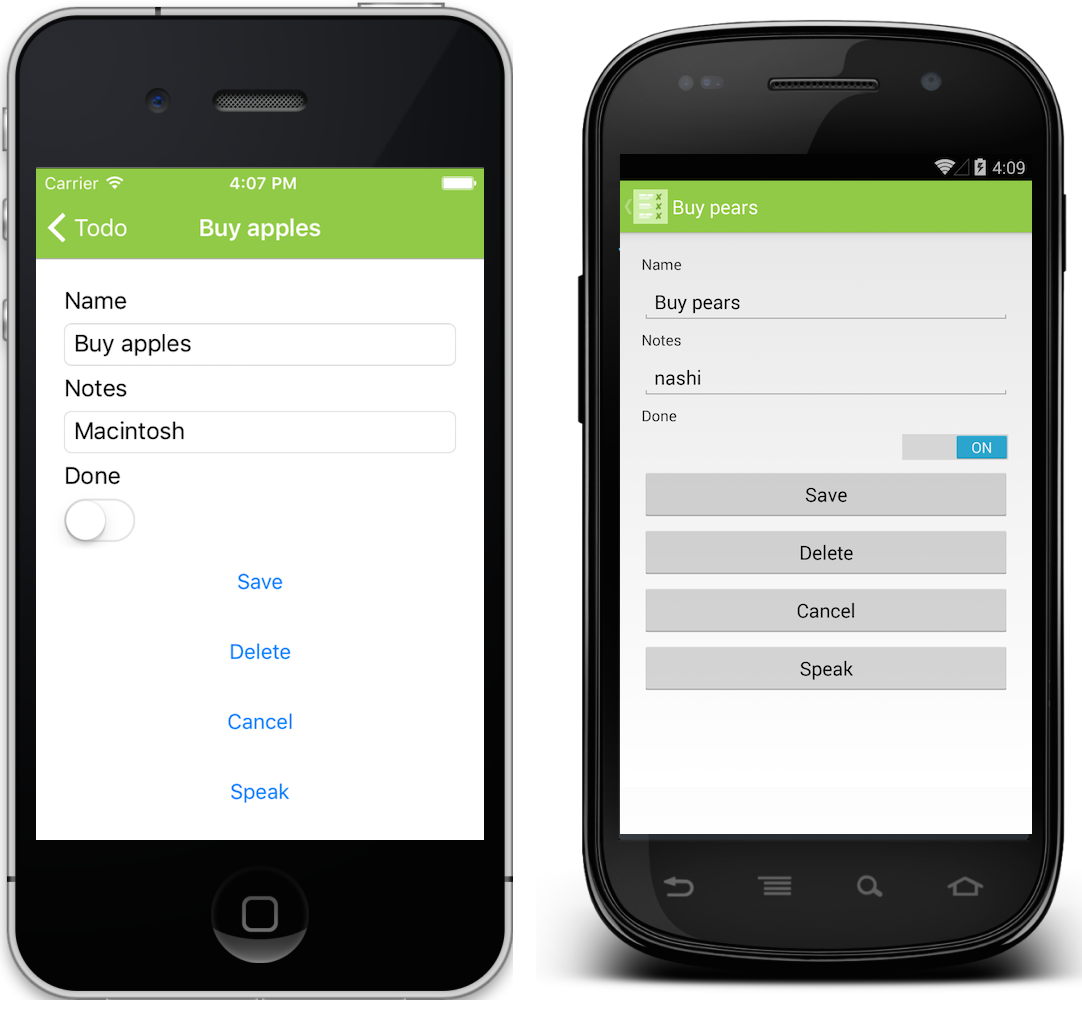 Carrier
4:07 PM
Todo
Buy apples
Name
Buy apples
Notes
Macintosh
Done
Save
Delete
Cancel
Speak
4:09
Buy pears
Name
Buy pears
Notes
nashi
Done
ON
Save
Delete
Cancel
Speak